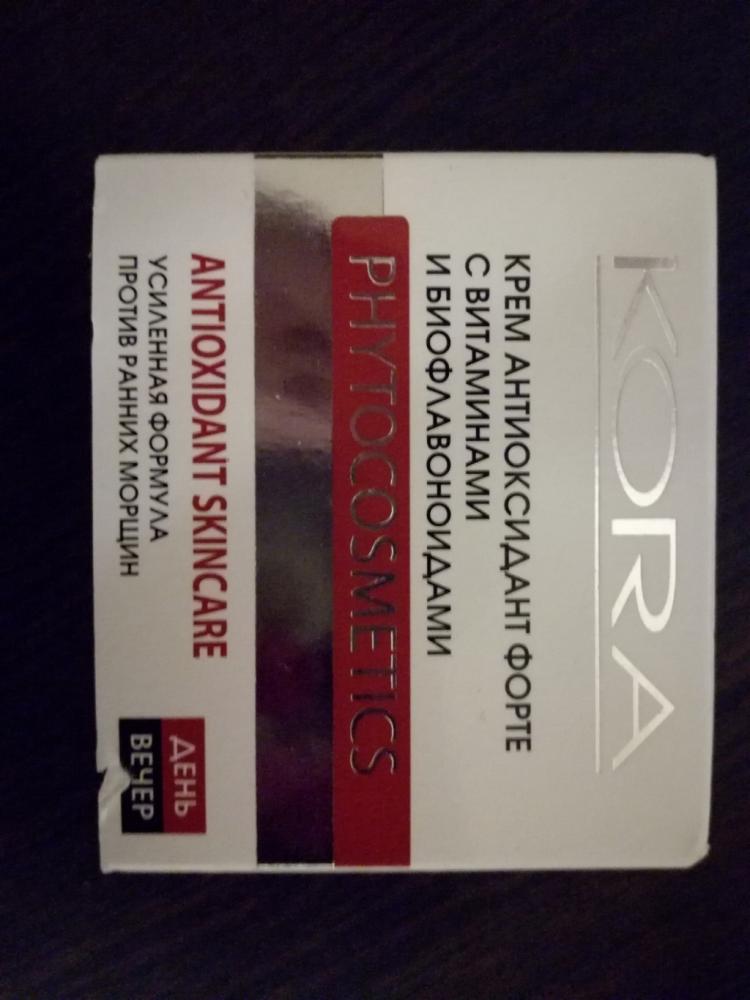 KORA
КРЕМ АНТИОКСИДАНТ ФОРТЕ
С ВИТАМИНАМИ
И БИОФЛАВОНОИДАМИ
PHYTOCOSMETICS
ANTIOXIDANT SKINCARE
УСИЛЕННАЯ ФОРМУЛА
ПРОТИВ РАННИХ МОРЩИН
ДЕНЬ
ВЕЧЕР